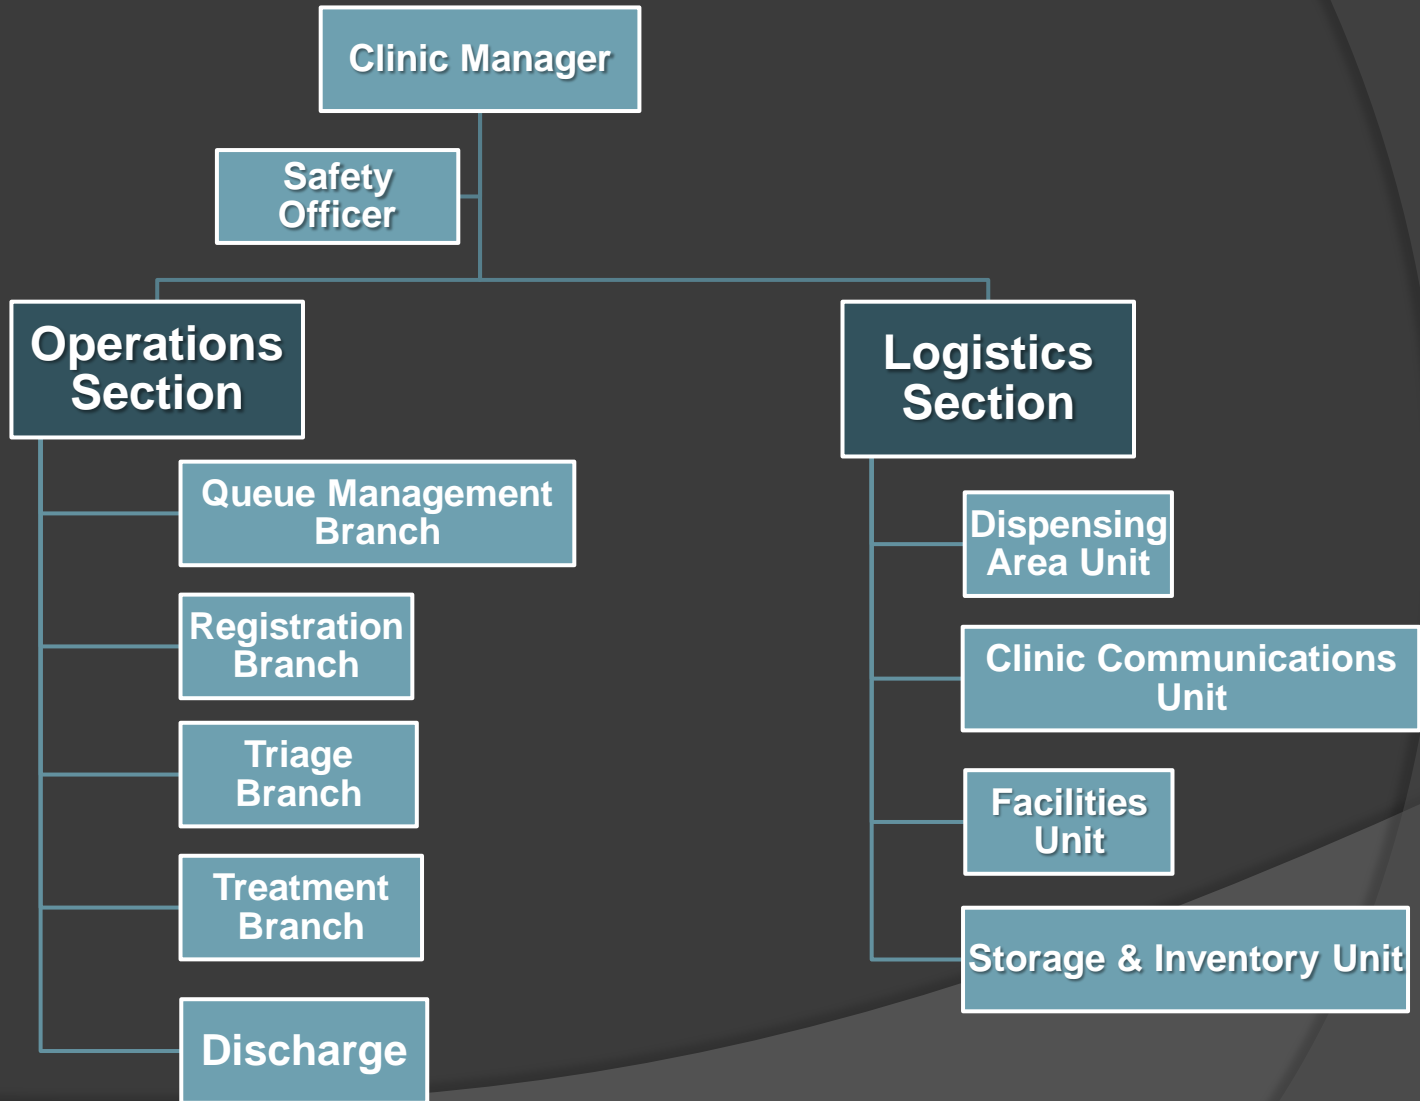 Clinic Manager
Safety
Officer
Operations
Section
Queue Management
Branch
Registration
Branch
Triage
Branch
Treatment
Branch
Discharge
Logistics
Section
Dispensing
Area Unit
Clinic Communications
Unit
Facilities
Unit
Storage & Inventory Unit